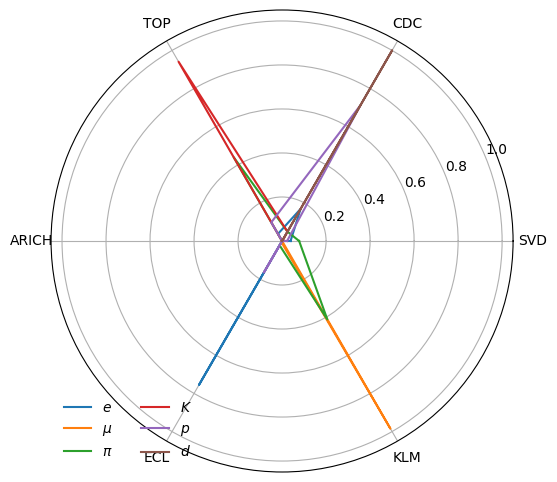 TOP CDC
1.0
0.8
0.6
0.4
0.2
ARICH SVD
e K
μ p
π d
ECL KLM